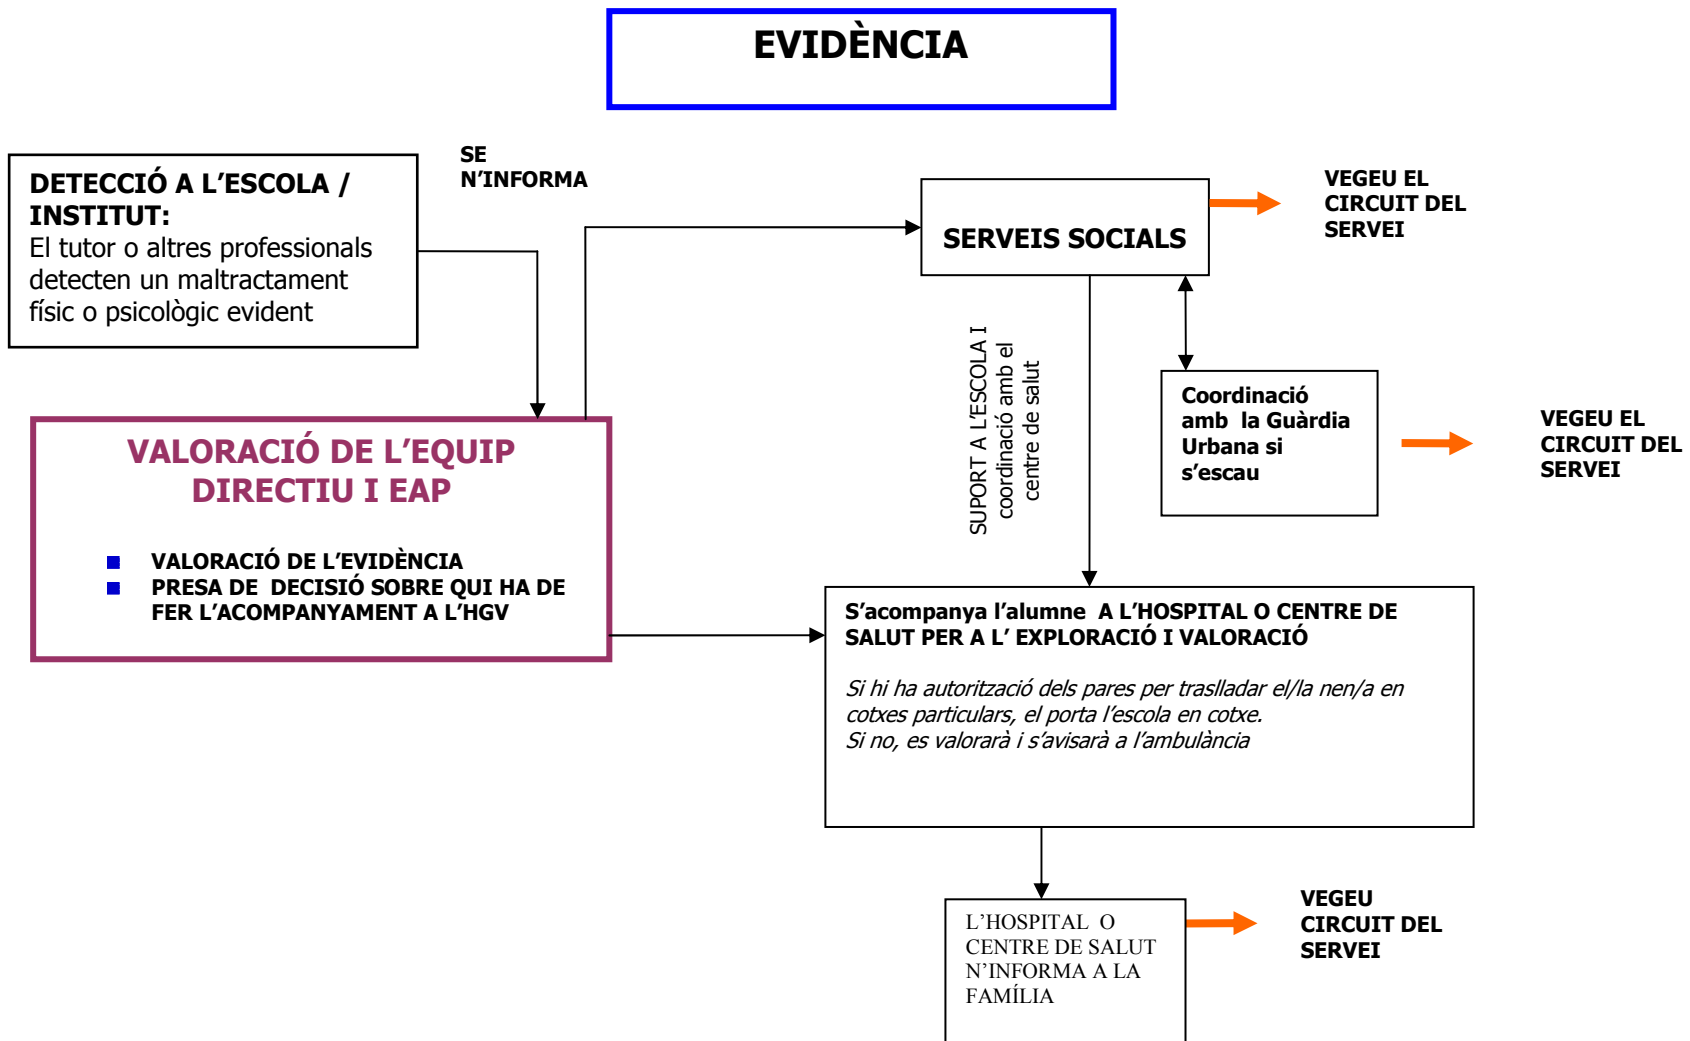 EVIDÈNCIA
SE
N'INFORMA
DETECCIÓ A L'ESCOLA /
INSTITUT:
El tutor o altres professionals
detecten un maltractament
físic o psicològic evident
SERVEIS SOCIALS
VEGEU EL
CIRCUIT DEL
SERVEI
SUPORT A L'ESCOLA I
coordinació amb el
centre de salut
Coordinació
amb la Guàrdia
Urbana si
s'escau
VEGEU EL
CIRCUIT DEL
SERVEI
VALORACIÓ DE L'EQUIP
DIRECTIU I EAP
VALORACIÓ DE L'EVIDÈNCIA
PRESA DE DECISIÓ SOBRE QUI HA DE
FER L'ACOMPANYAMENT A L'HGV
S'acompanya l'alumne A L'HOSPITAL O CENTRE DE
SALUT PER A L' EXPLORACIÓ I VALORACIÓ
Si hi ha autorització dels pares per traslladar el/la nen/a en
cotxes particulars, el porta l'escola en cotxe.
Si no, es valorarà i s'avisarà a l'ambulància
L'HOSPITAL O
CENTRE DE SALUT
N'INFORMA A LA
FAMÍLIA
VEGEU
CIRCUIT DEL
SERVEI